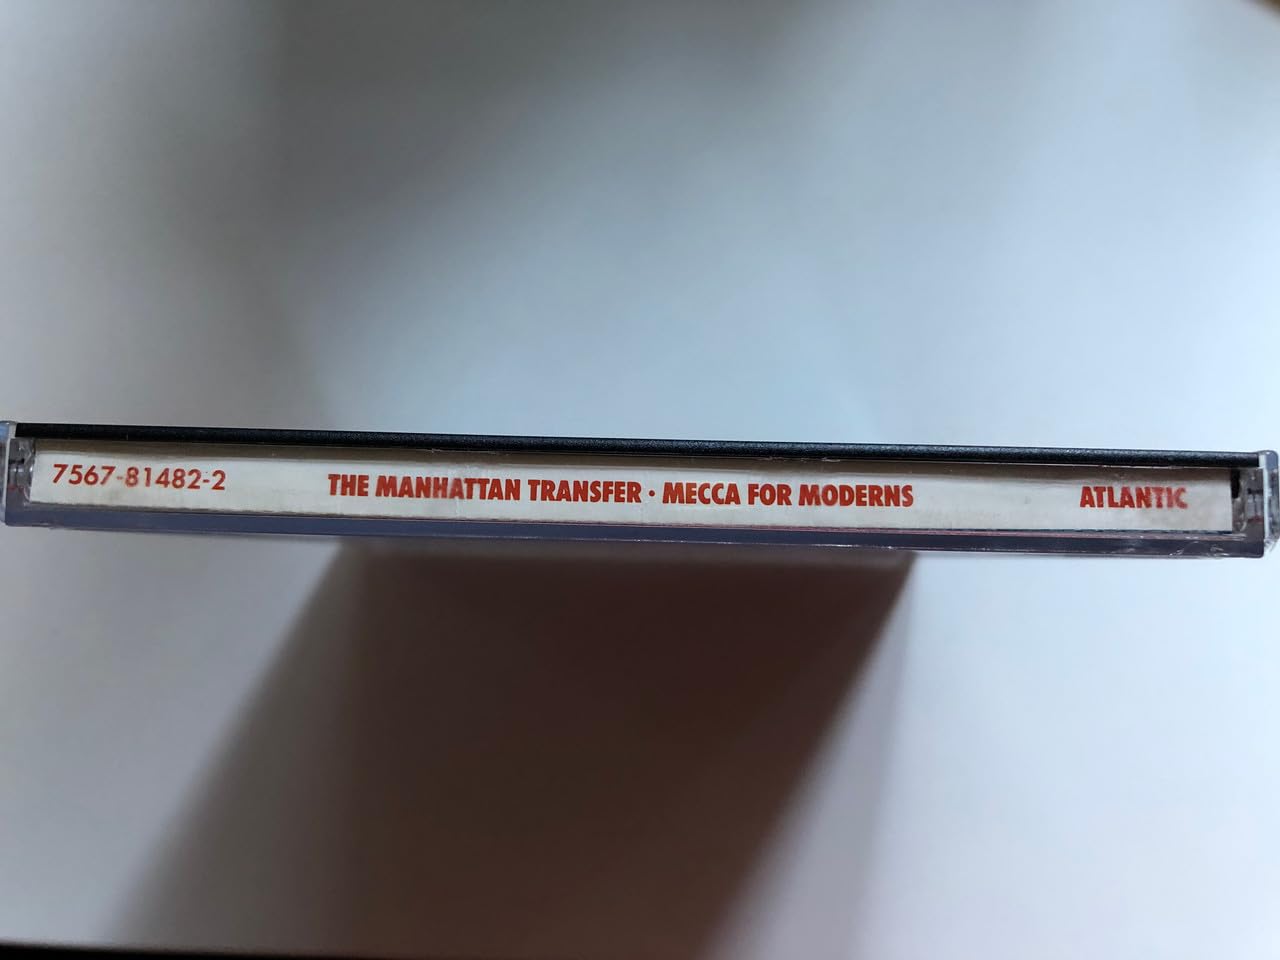 7567-81482-2 THE MANHATTAN TRANSFER · MECCA FOR MODERNS ATLANTIC